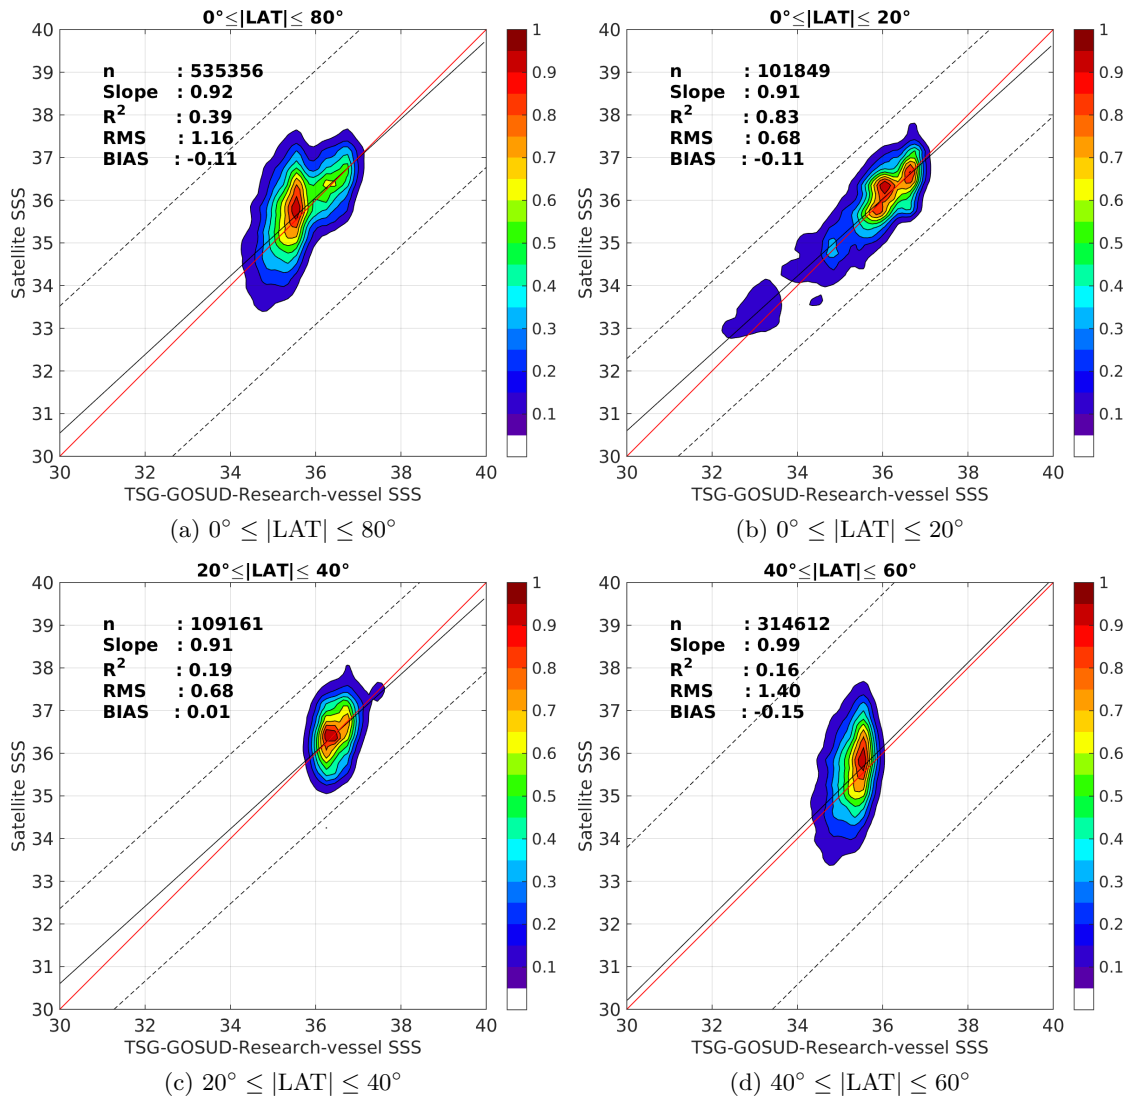 0°≤|LAT|≤ 80°
n : 535356
Slope : 0.92
R² : 0.39
RMS : 1.16
BIAS : -0.11
40
39
38
37
36
35
34
33
32
31
30
30 32 34 36 38 40
Satellite SSS
TSG-GOSUD-Research-vessel SSS
1
0.9
0.8
0.7
0.6
0.5
0.4
0.3
0.2
0.1
(a) 0° ≤ |LAT| ≤ 80°
0°≤|LAT|≤ 20°
n : 101849
Slope : 0.91
R² : 0.83
RMS : 0.68
BIAS : -0.11
40
39
38
37
36
35
34
33
32
31
30
30 32 34 36 38 40
Satellite SSS
TSG-GOSUD-Research-vessel SSS
1
0.9
0.8
0.7
0.6
0.5
0.4
0.3
0.2
0.1
(b) 0° ≤ |LAT| ≤ 20°
20°≤|LAT|≤ 40°
n : 109161
Slope : 0.91
R² : 0.19
RMS : 0.68
BIAS : 0.01
40
39
38
37
36
35
34
33
32
31
30
30 32 34 36 38 40
Satellite SSS
TSG-GOSUD-Research-vessel SSS
1
0.9
0.8
0.7
0.6
0.5
0.4
0.3
0.2
0.1
(c) 20° ≤ |LAT| ≤ 40°
40°≤|LAT|≤ 60°
n : 314612
Slope : 0.99
R² : 0.16
RMS : 1.40
BIAS : -0.15
40
39
38
37
36
35
34
33
32
31
30
30 32 34 36 38 40
Satellite SSS
TSG-GOSUD-Research-vessel SSS
1
0.9
0.8
0.7
0.6
0.5
0.4
0.3
0.2
0.1
(d) 40° ≤ |LAT| ≤ 60°